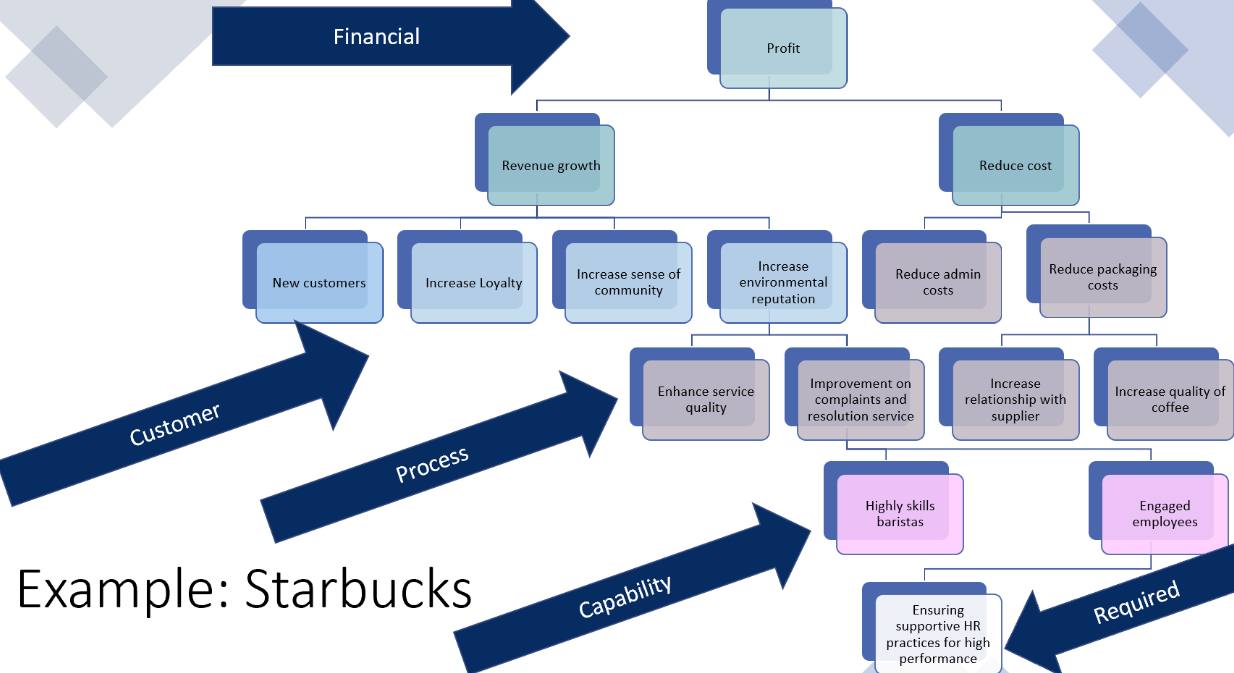 Financial
Profit
Revenue growth
Reduce cost
New customers
Increase Loyalty
Increase sense of
community
Increase
environmental
reputation
Reduce admin
costs
Reduce packaging
costs
Customer
Process
Enhance service
quality
Improvement on
complaints and
resolution service
Increase
relationship with
supplier
Increase quality of
coffee
Capability
Highly skills
baristas
Engaged
employees
Example: Starbucks
Ensuring
supportive HR
practices for high
performance
Required